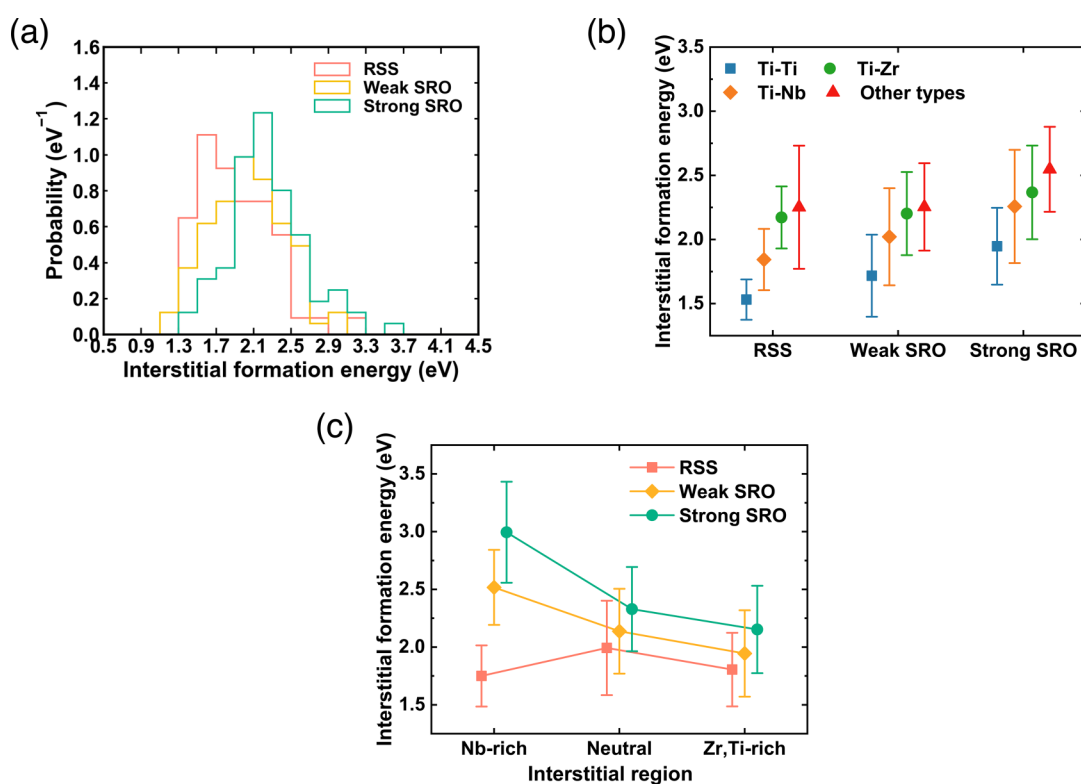 (a)
1.6
1.4
1.2
1.0
0.8
0.6
0.4
0.2
0.0
Probability (eV⁻¹)
RSS
Weak SRO
Strong SRO
0.5 0.9 1.3 1.7 2.1 2.5 2.9 3.3 3.7 4.1 4.5
Interstitial formation energy (eV)
(b)
3.5
3.0
2.5
2.0
1.5
Interstitial formation energy (eV)
Ti-Ti Ti-Zr
Ti-Nb Other types
RSS Weak SRO Strong SRO
(c)
3.5
3.0
2.5
2.0
1.5
Interstitial formation energy (eV)
RSS
Weak SRO
Strong SRO
Nb-rich Neutral Zr,Ti-rich
Interstitial region